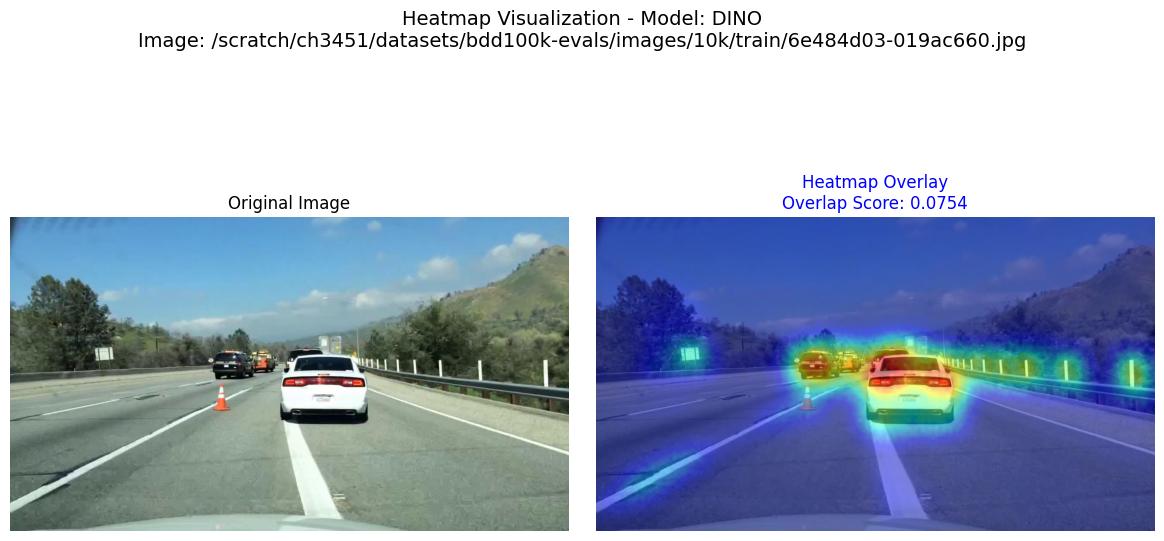 Heatmap Visualization - Model: DINO
Image: /scratch/ch3451/datasets/bdd100k-evals/images/10k/train/6e484d03-019ac660.jpg
Original Image
Heatmap Overlay
Overlap Score: 0.0754